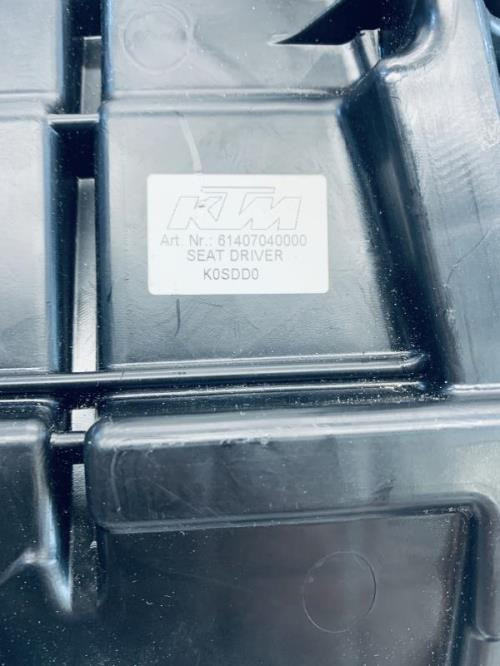 KTM
Art. Nr.: 61407040000
SEAT DRIVER
K0SDD0